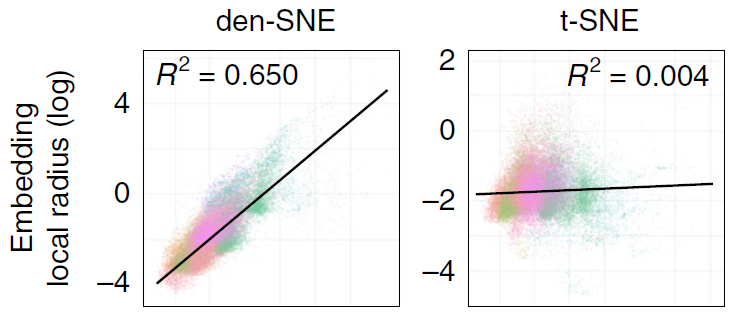 den-SNE
t-SNE
Embedding
local radius (log)
R² = 0.650
4
0
−4
R² = 0.004
2
0
−2
−4